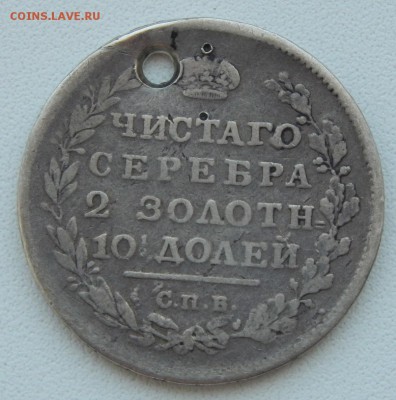 COINS.LAVE.RU
ЧИСТАГО
СЕРЕБРА
2 ЗОЛОТН.
10½ ДОЛЕЙ
С.П.Б.